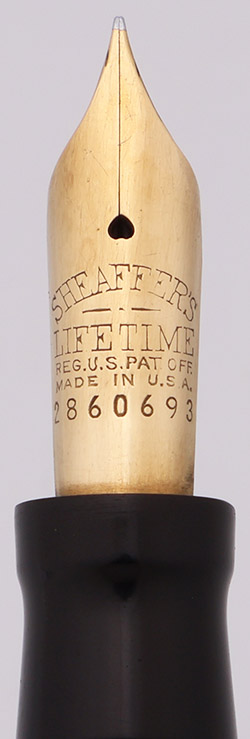 SHEAFFER'S
LIFETIME
REG.U.S.PAT OFF.
MADE IN U.S.A.
2860693